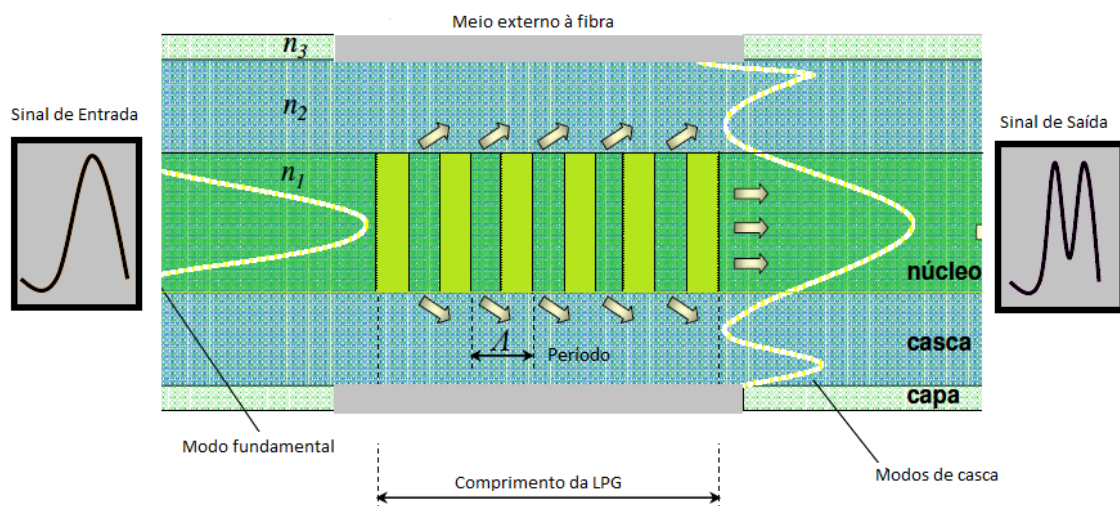 Meio externo à fibra
n3
Sinal de Entrada
n2
Sinal de Saída
n1
núcleo
Λ
Período
casca
capa
Modo fundamental
Comprimento da LPG
Modos de casca